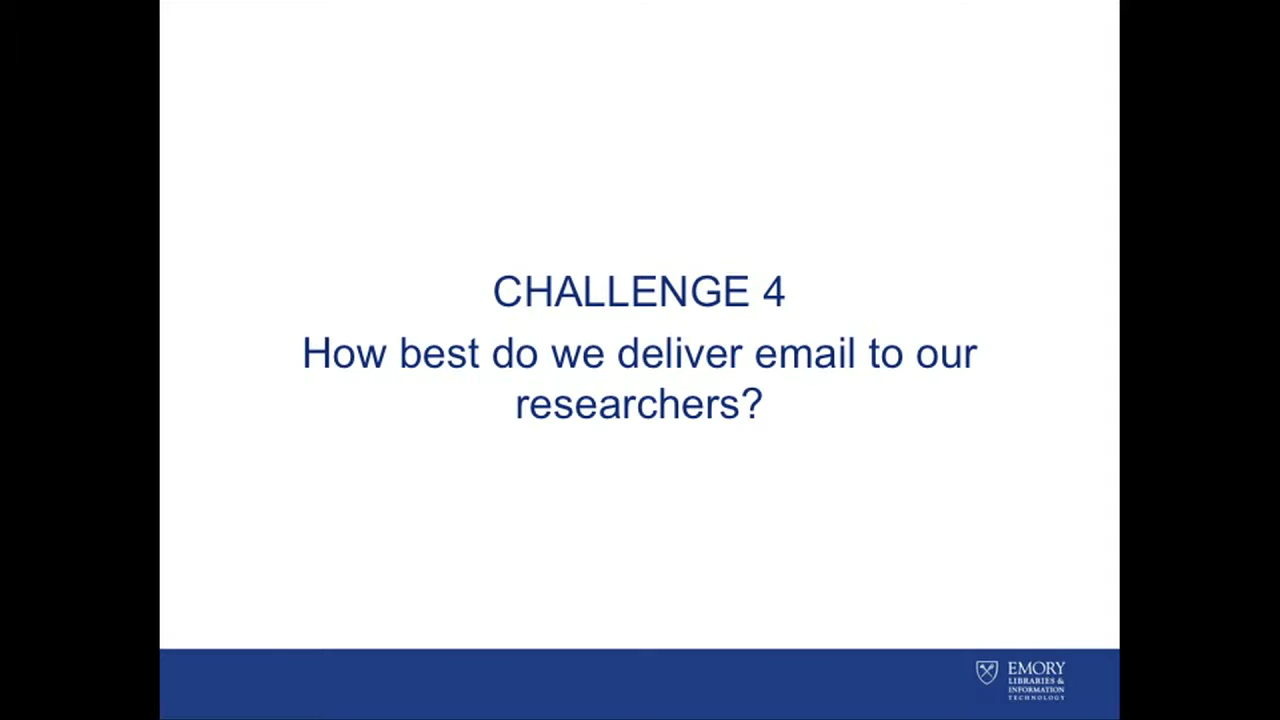 CHALLENGE 4
How best do we deliver email to our
researchers?
EMORY
LIBRARIES &
INFORMATION
TECHNOLOGY